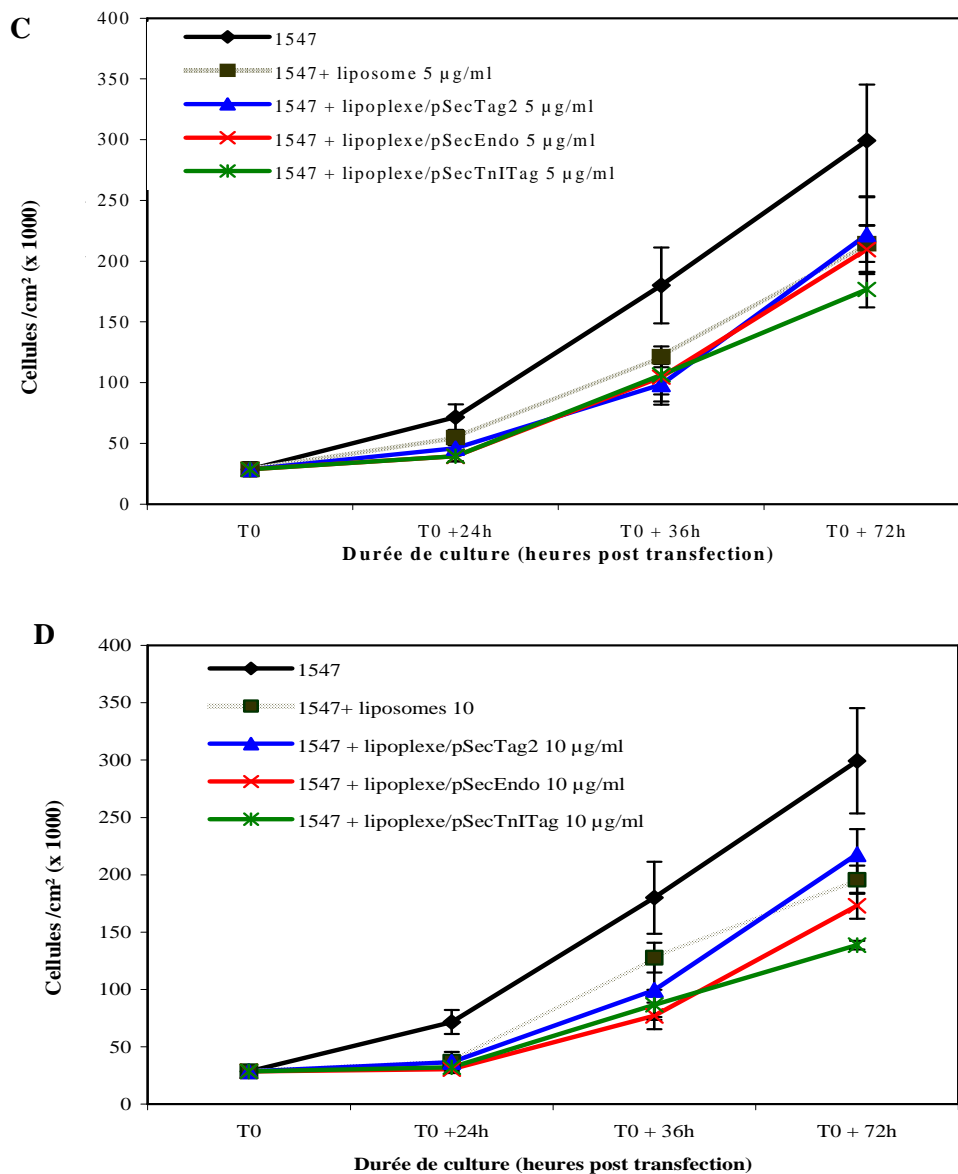 C
400
350
300
250
200
150
100
50
0
Cellules /cm² (x 1000)
1547
1547+ liposome 5 µg/ml
1547 + lipoplexe/pSecTag2 5 µg/ml
1547 + lipoplexe/pSecEndo 5 µg/ml
1547 + lipoplexe/pSecTnITag 5 µg/ml
T0 T0 +24h T0 + 36h T0 + 72h
Durée de culture (heures post transfection)
D
400
350
300
250
200
150
100
50
0
Cellules /cm² (x 1000)
1547
1547+ liposomes 10
1547 + lipoplexe/pSecTag2 10 µg/ml
1547 + lipoplexe/pSecEndo 10 µg/ml
1547 + lipoplexe/pSecTnITag 10 µg/ml
T0 T0 +24h T0 + 36h T0 + 72h
Durée de culture (heures post transfection)